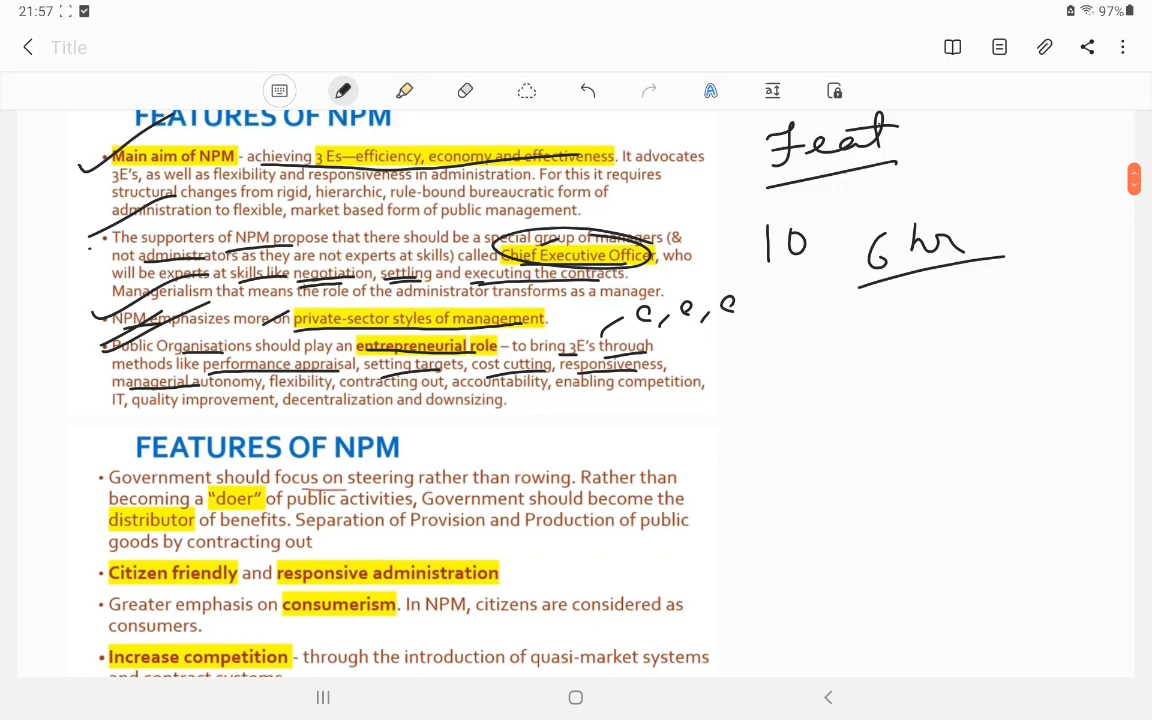 21:57
97%
Title
FEATURES OF NPM
• Main aim of NPM - achieving 3 Es—efficiency, economy and effectiveness. It advocates
3E's, as well as flexibility and responsiveness in administration. For this it requires
structural changes from rigid, hierarchic, rule-bound bureaucratic form of
administration to flexible, market based form of public management.
• The supporters of NPM propose that there should be a special group of managers (&
not administrators as they are not experts at skills) called Chief Executive Officer, who
will be experts at skills like negotiation, settling and executing the contracts.
Managerialism that means the role of the administrator transforms as a manager.
• NPM emphasizes more on private-sector styles of management.
• Public Organisations should play an entrepreneurial role – to bring 3E's through
methods like performance appraisal, setting targets, cost cutting, responsiveness,
managerial autonomy, flexibility, contracting out, accountability, enabling competition,
IT, quality improvement, decentralization and downsizing.
Feat
10 6 hr
e, e, e
FEATURES OF NPM
• Government should focus on steering rather than rowing. Rather than
becoming a "doer" of public activities, Government should become the
distributor of benefits. Separation of Provision and Production of public
goods by contracting out
• Citizen friendly and responsive administration
• Greater emphasis on consumerism. In NPM, citizens are considered as
consumers.
• Increase competition - through the introduction of quasi-market systems
and contract systems